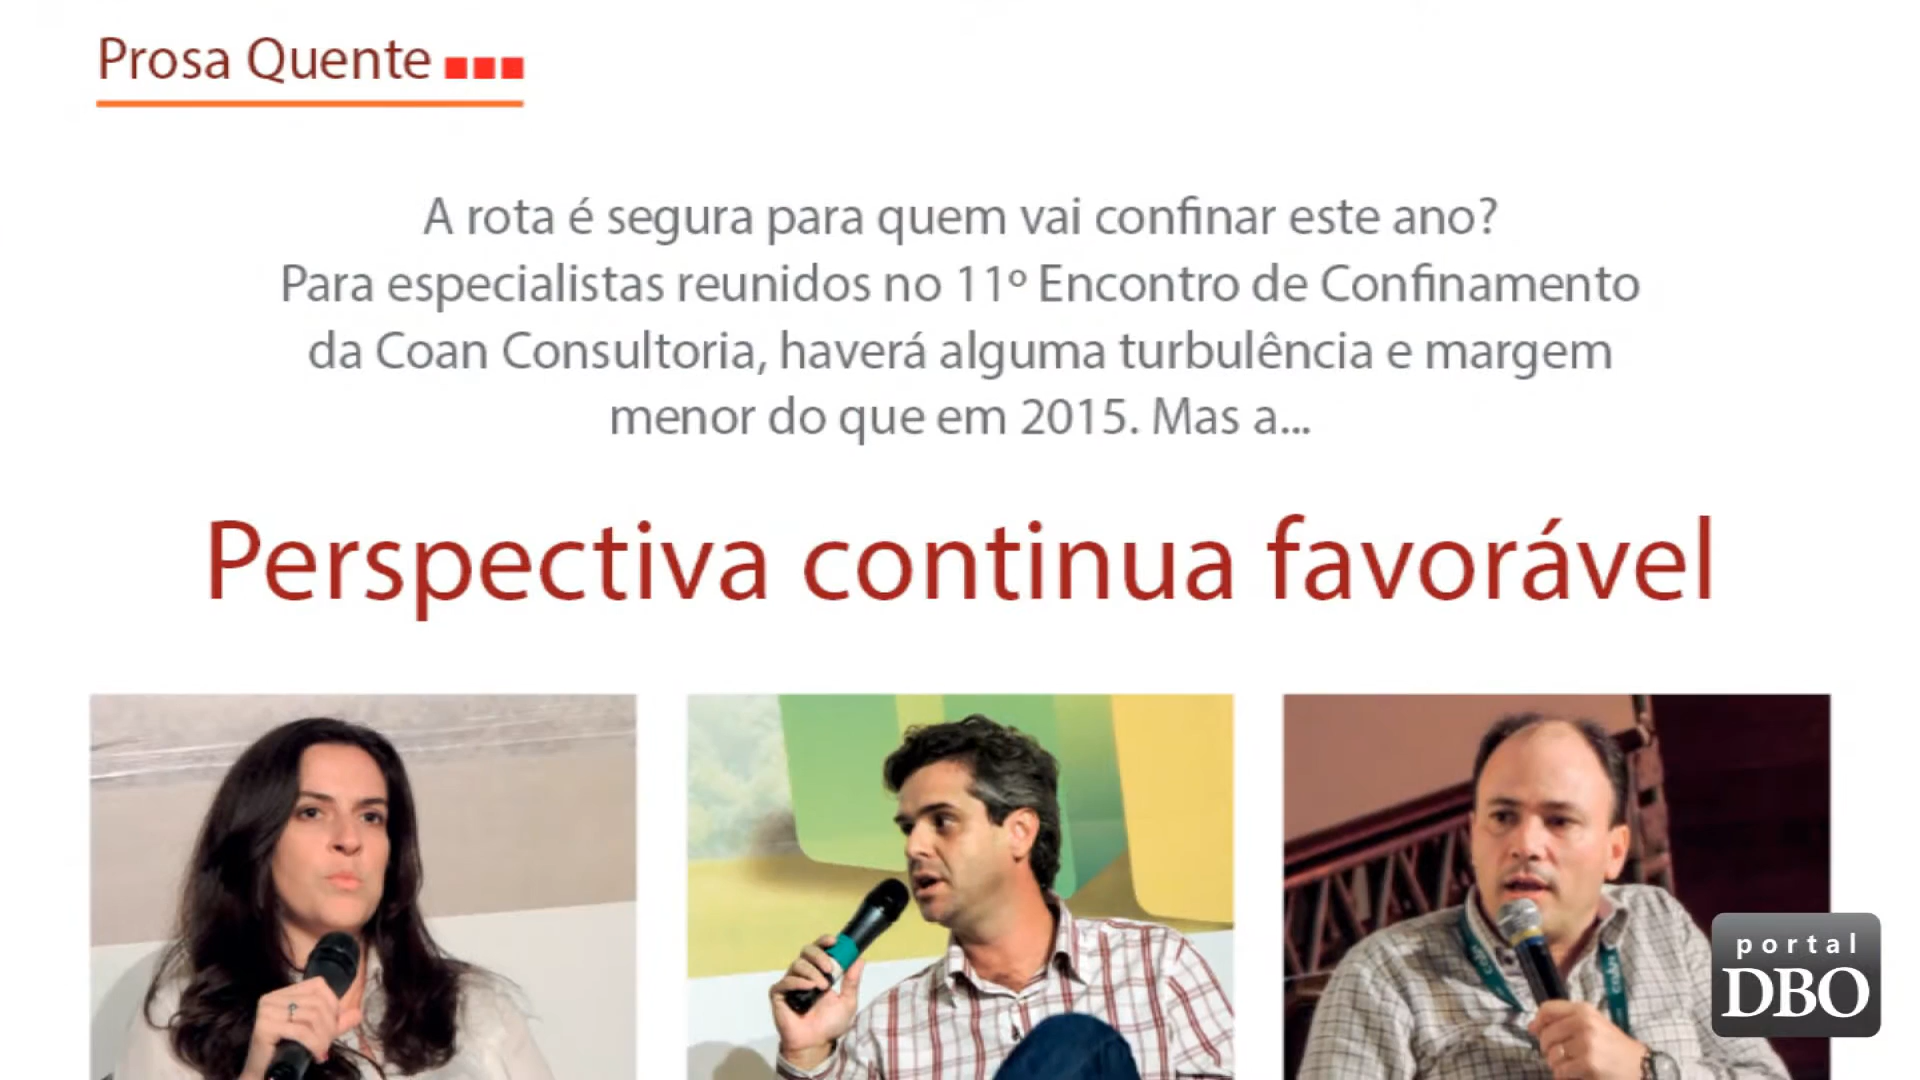 Prosa Quente
A rota é segura para quem vai confinar este ano?
Para especialistas reunidos no 11º Encontro de Confinamento
da Coan Consultoria, haverá alguma turbulência e margem
menor do que em 2015. Mas a...
Perspectiva continua favorável
portal
DBO